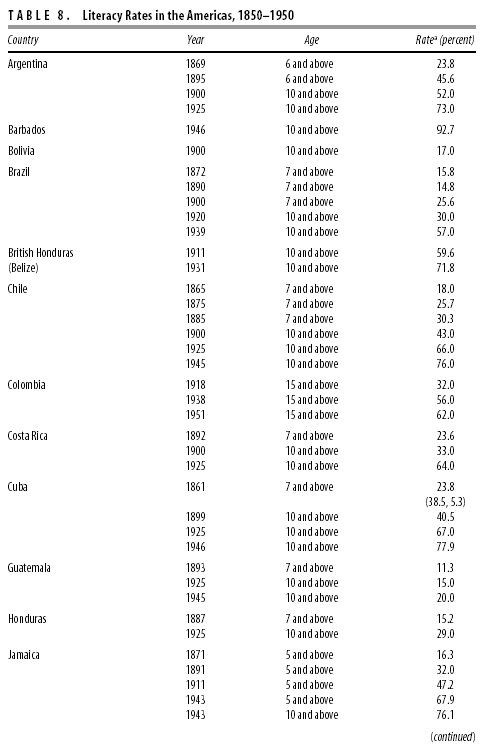 TABLE 8. Literacy Rates in the Americas, 1850–1950
Country Year Age Rateᵃ (percent)
Argentina 1869 6 and above 23.8
1895 6 and above 45.6
1900 10 and above 52.0
1925 10 and above 73.0
Barbados 1946 10 and above 92.7
Bolivia 1900 10 and above 17.0
Brazil 1872 7 and above 15.8
1890 7 and above 14.8
1900 7 and above 25.6
1920 10 and above 30.0
1939 10 and above 57.0
British Honduras 1911 10 and above 59.6
(Belize) 1931 10 and above 71.8
Chile 1865 7 and above 18.0
1875 7 and above 25.7
1885 7 and above 30.3
1900 10 and above 43.0
1925 10 and above 66.0
1945 10 and above 76.0
Colombia 1918 15 and above 32.0
1938 15 and above 56.0
1951 15 and above 62.0
Costa Rica 1892 7 and above 23.6
1900 10 and above 33.0
1925 10 and above 64.0
Cuba 1861 7 and above 23.8
(38.5, 5.3)
1899 10 and above 40.5
1925 10 and above 67.0
1946 10 and above 77.9
Guatemala 1893 7 and above 11.3
1925 10 and above 15.0
1945 10 and above 20.0
Honduras 1887 7 and above 15.2
1925 10 and above 29.0
Jamaica 1871 5 and above 16.3
1891 5 and above 32.0
1911 5 and above 47.2
1943 5 and above 67.9
1943 10 and above 76.1
(continued)